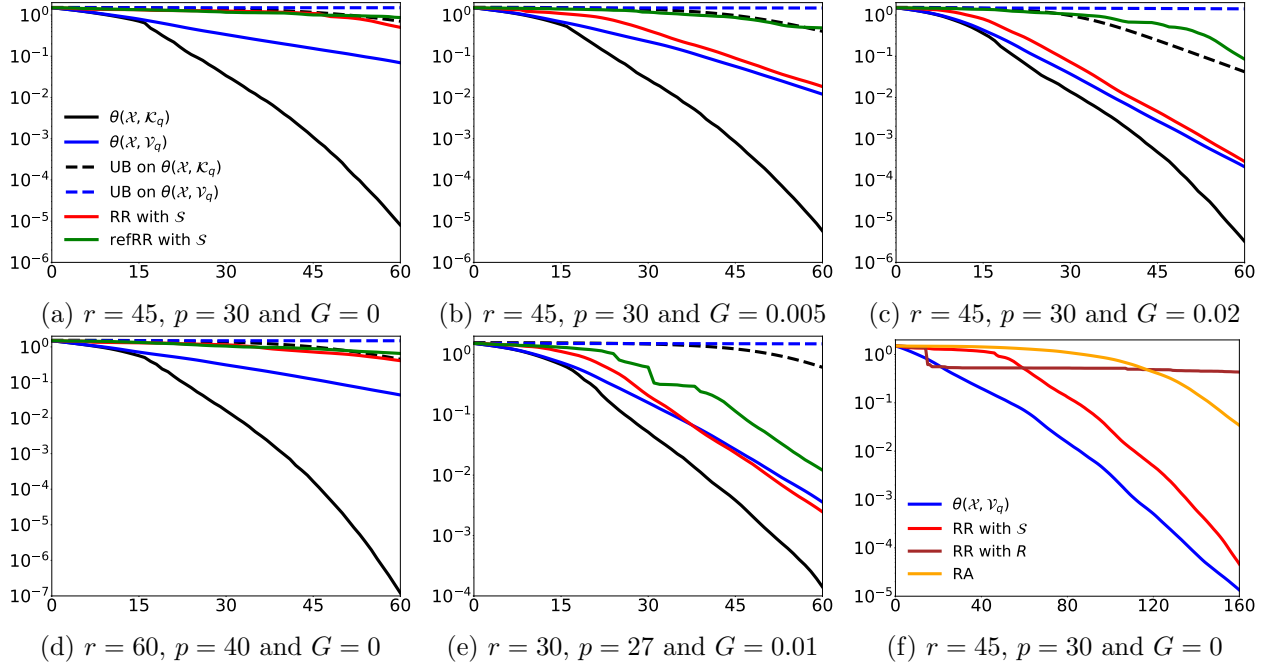 10^0
10^-1
10^-2
10^-3
10^-4
10^-5
10^-6
θ(𝒳, 𝒦_q)
θ(𝒳, 𝒱_q)
UB on θ(𝒳, 𝒦_q)
UB on θ(𝒳, 𝒱_q)
RR with 𝒮
refRR with 𝒮
0 15 30 45 60
(a) r = 45, p = 30 and G = 0
10^0
10^-1
10^-2
10^-3
10^-4
10^-5
10^-6
0 15 30 45 60
(b) r = 45, p = 30 and G = 0.005
10^0
10^-1
10^-2
10^-3
10^-4
10^-5
10^-6
0 15 30 45 60
(c) r = 45, p = 30 and G = 0.02
10^0
10^-1
10^-2
10^-3
10^-4
10^-5
10^-6
10^-7
0 15 30 45 60
(d) r = 60, p = 40 and G = 0
10^0
10^-1
10^-2
10^-3
10^-4
0 15 30 45 60
(e) r = 30, p = 27 and G = 0.01
10^0
10^-1
10^-2
10^-3
10^-4
10^-5
θ(𝒳, 𝒱_q)
RR with 𝒮
RR with R
RA
0 40 80 120 160
(f) r = 45, p = 30 and G = 0